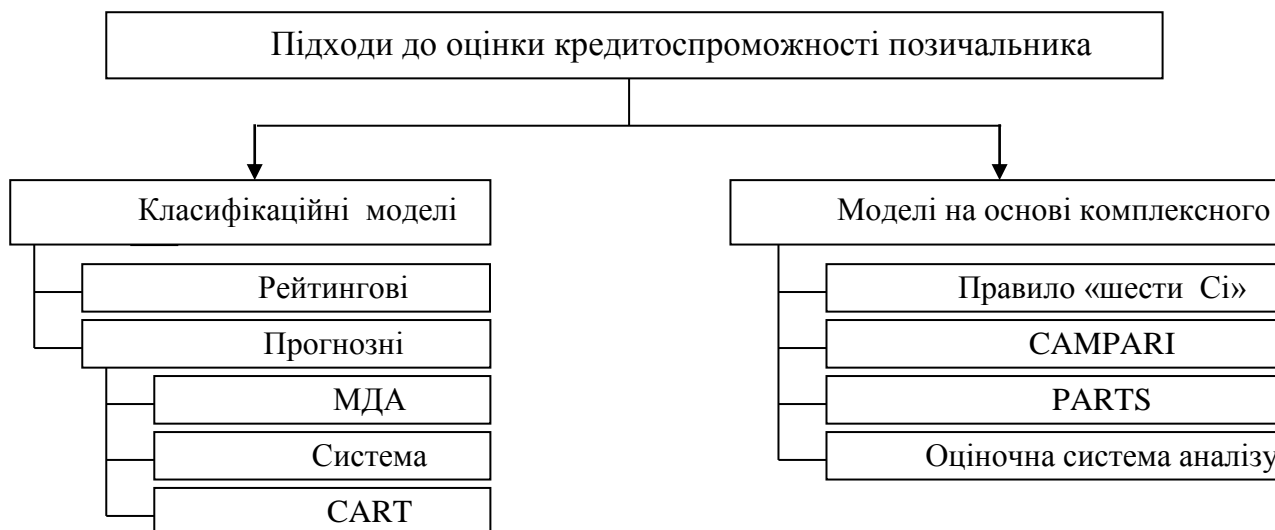 Підходи до оцінки кредитоспроможності позичальника
Класифікаційні моделі
Рейтингові
Прогнозні
МДА
Система
CART
Моделі на основі комплексного
Правило «шести Сі»
CAMPARI
PARTS
Оціночна система аналізу